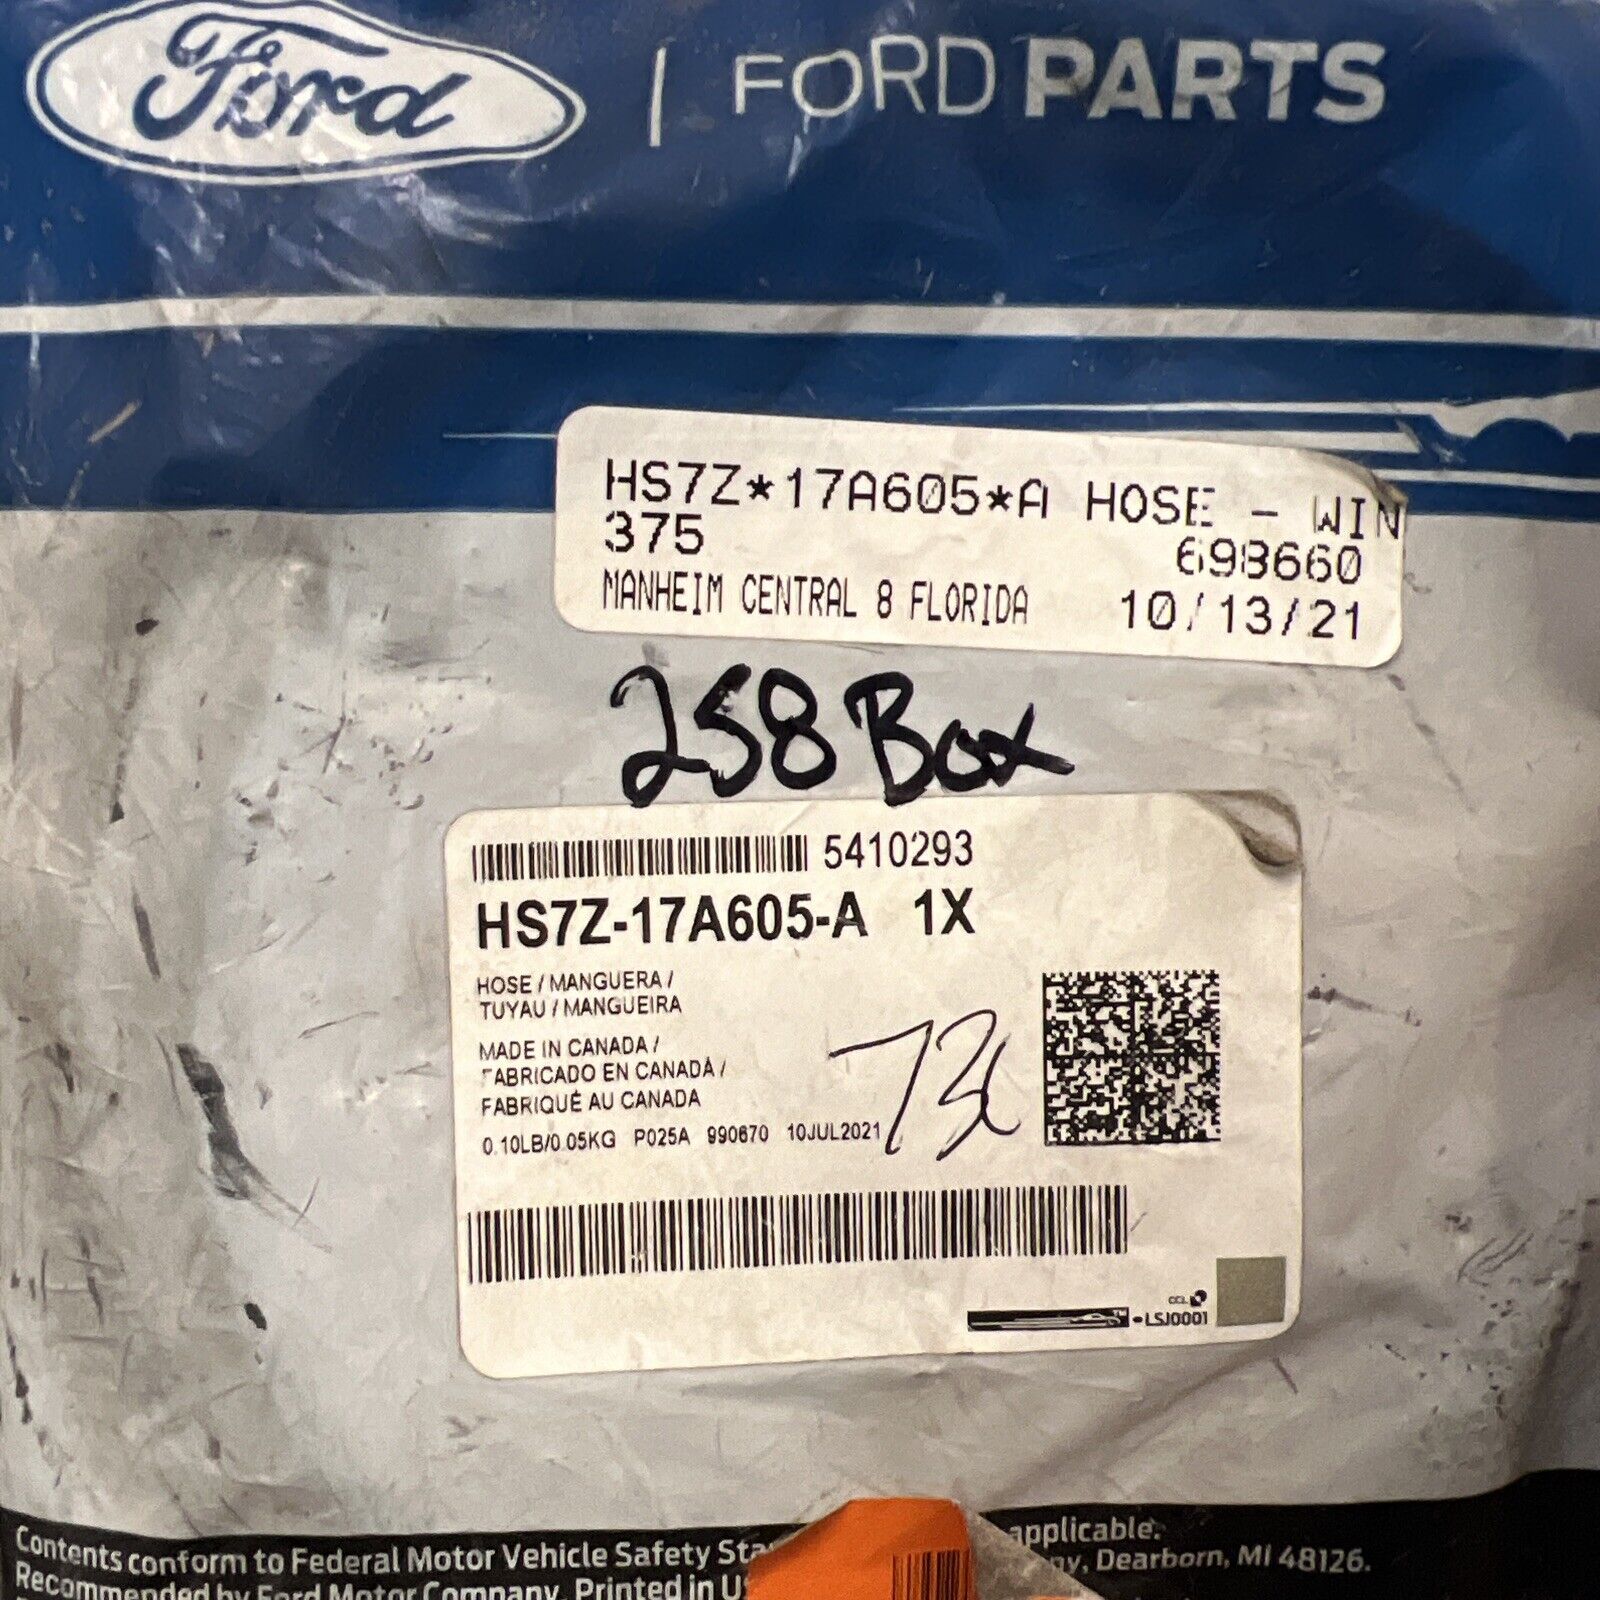 Ford | FORD PARTS
HS7Z*17A605*A HOSE - WIN
375 698660
MANHEIM CENTRAL 8 FLORIDA 10/13/21
258 Box
5410293
HS7Z-17A605-A 1X
HOSE / MANGUERA /
TUYAU / MANGUEIRA
MADE IN CANADA /
FABRICADO EN CANADÁ /
FABRIQUÉ AU CANADA
0.10LB/0.05KG P025A 990670 10JUL2021
CCL
-LSJ0001
Contents conform to Federal Motor Vehicle Safety Sta applicable.
Recommended by Ford Motor Company. Printed in U ny, Dearborn, MI 48126.